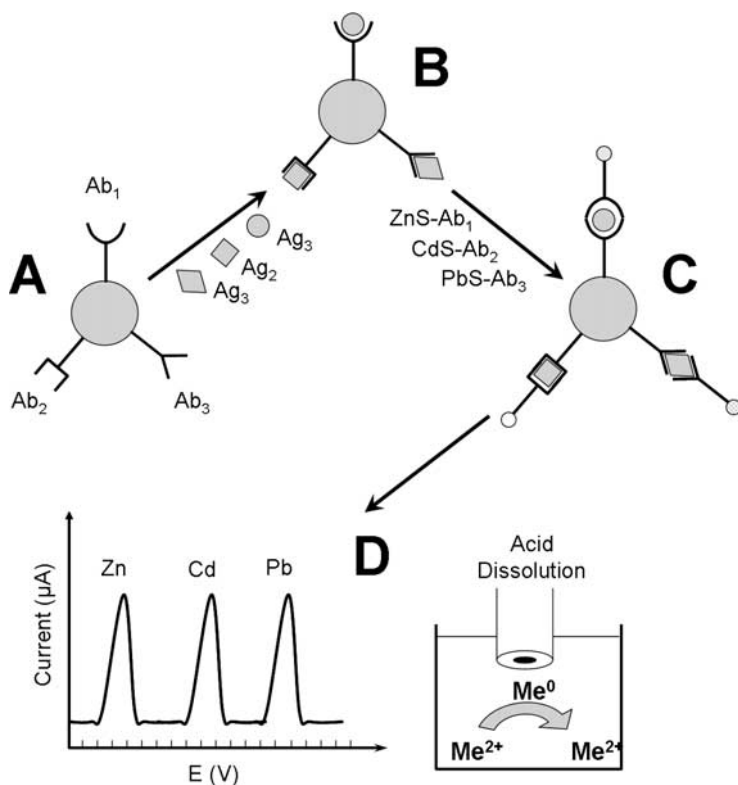 B
Ab₁
Ag₃
Ag₂
Ag₃
A
Ab₂
Ab₃
ZnS-Ab₁
CdS-Ab₂
PbS-Ab₃
C
D
Zn
Cd
Pb
Current (µA)
E (V)
Acid
Dissolution
Me⁰
Me²⁺
Me²⁺